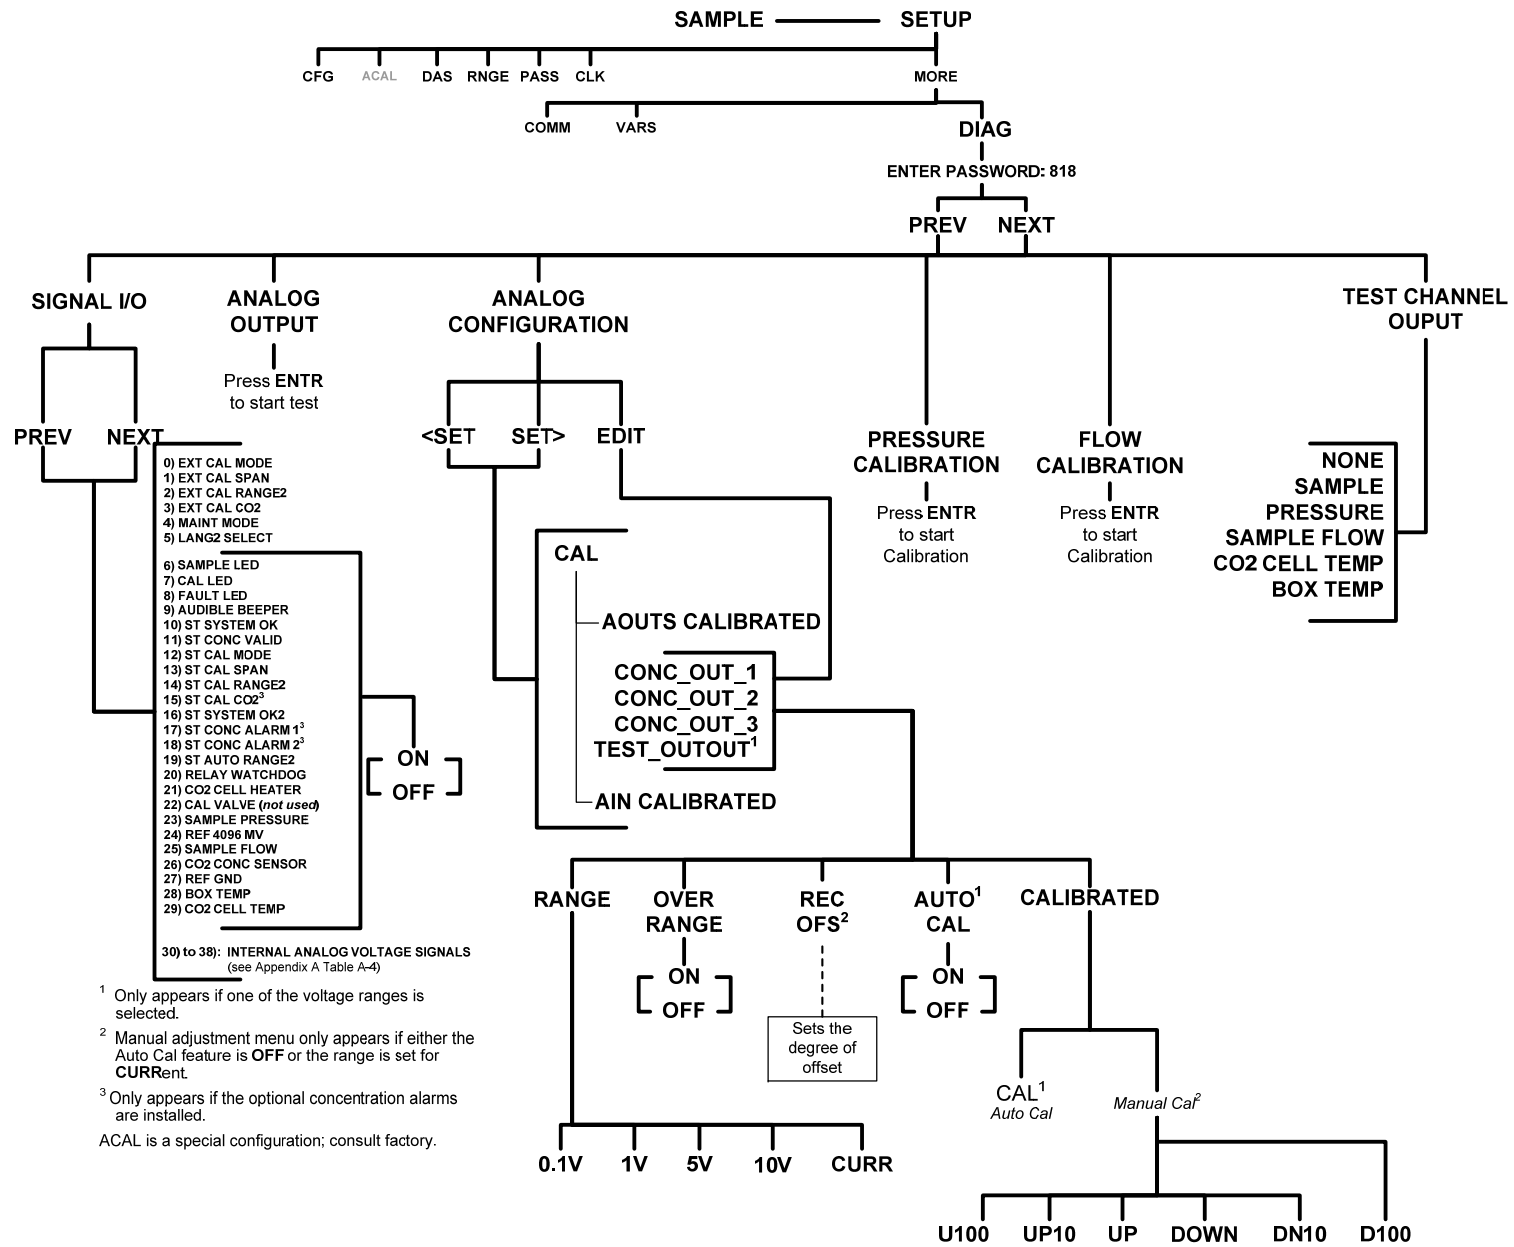 SAMPLE SETUP
CFG ACAL DAS RNGE PASS CLK MORE
COMM VARS
DIAG
ENTER PASSWORD: 818
PREV NEXT
SIGNAL I/O
PREV NEXT
0) EXT CAL MODE
1) EXT CAL SPAN
2) EXT CAL RANGE2
3) EXT CAL CO2
4) MAINT MODE
5) LANG2 SELECT
6) SAMPLE LED
7) CAL LED
8) FAULT LED
9) AUDIBLE BEEPER
10) ST SYSTEM OK
11) ST CONC VALID
12) ST CAL MODE
13) ST CAL SPAN
14) ST CAL RANGE2
15) ST CAL CO2³
16) ST SYSTEM OK2
17) ST CONC ALARM 1³
18) ST CONC ALARM 2³
19) ST AUTO RANGE2
20) RELAY WATCHDOG
21) CO2 CELL HEATER
22) CAL VALVE (not used)
23) SAMPLE PRESSURE
24) REF 4096 MV
25) SAMPLE FLOW
26) CO2 CONC SENSOR
27) REF GND
28) BOX TEMP
29) CO2 CELL TEMP
30) to 38): INTERNAL ANALOG VOLTAGE SIGNALS
(see Appendix A Table A-4)
ON
OFF
ANALOG
OUTPUT
Press ENTR
to start test
ANALOG
CONFIGURATION
<SET SET> EDIT
CAL
AOUTS CALIBRATED
CONC_OUT_1
CONC_OUT_2
CONC_OUT_3
TEST_OUTOUT¹
AIN CALIBRATED
PRESSURE
CALIBRATION
Press ENTR
to start
Calibration
FLOW
CALIBRATION
Press ENTR
to start
Calibration
TEST CHANNEL
OUPUT
NONE
SAMPLE
PRESSURE
SAMPLE FLOW
CO2 CELL TEMP
BOX TEMP
RANGE
0.1V 1V 5V 10V CURR
OVER
RANGE
ON
OFF
REC
OFS²
Sets the
degree of
offset
AUTO¹
CAL
ON
OFF
CALIBRATED
CAL¹
Auto Cal
Manual Cal²
U100 UP10 UP DOWN DN10 D100
¹ Only appears if one of the voltage ranges is
selected.
² Manual adjustment menu only appears if either the
Auto Cal feature is OFF or the range is set for
CURRent.
³ Only appears if the optional concentration alarms
are installed.
ACAL is a special configuration; consult factory.